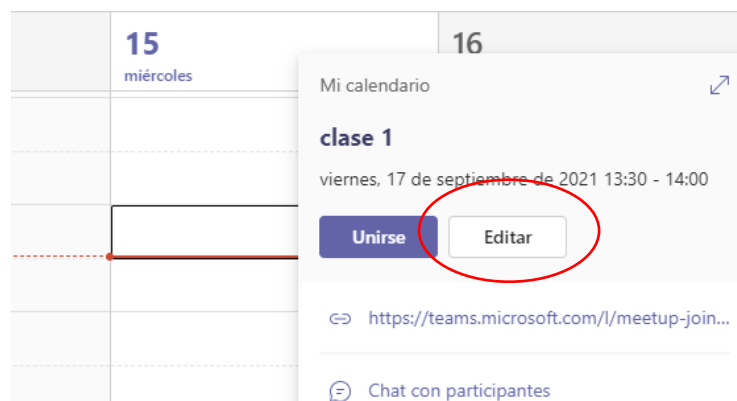 15
miércoles
16
Mi calendario
clase 1
viernes, 17 de septiembre de 2021 13:30 - 14:00
Unirse
Editar
https://teams.microsoft.com/l/meetup-join...
Chat con participantes